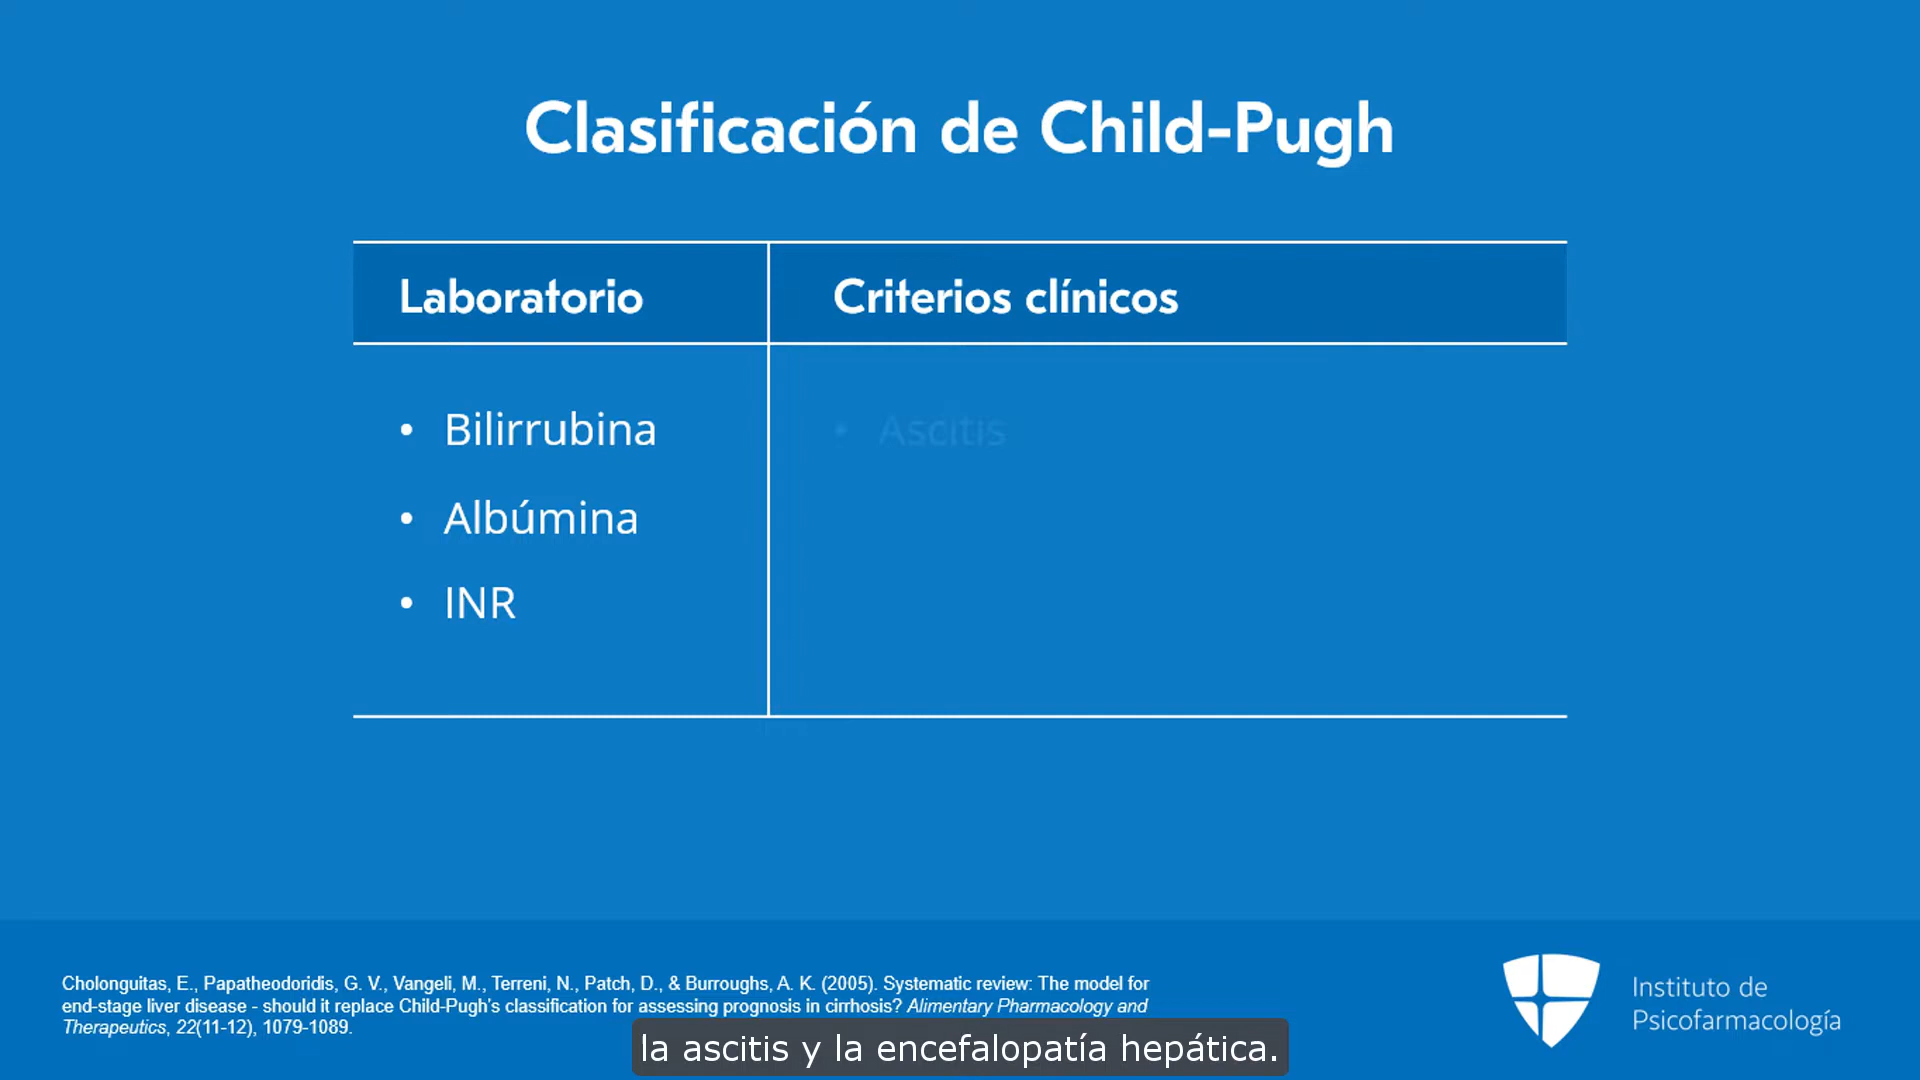 Clasificación de Child-Pugh
Laboratorio
Criterios clínicos
• Bilirrubina
• Albúmina
• INR
• Ascitis
Cholonguitas, E., Papatheodoridis, G. V., Vangeli, M., Terreni, N., Patch, D., & Burroughs, A. K. (2005). Systematic review: The model for
end-stage liver disease - should it replace Child-Pugh's classification for assessing prognosis in cirrhosis? Alimentary Pharmacology and
Therapeutics, 22(11-12), 1079-1089.
la ascitis y la encefalopatía hepática.
Instituto de
Psicofarmacología